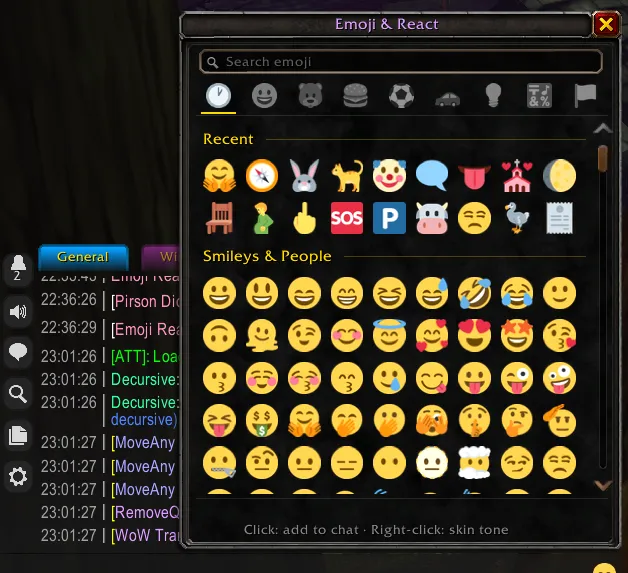 Emoji & React
Search emoji
Recent
SOS
P
Smileys & People
General
Wi
2
22:36:26 | [Pirson Di
22:36:29 | [Emoji Rea
23:01:26 | [ATT]: Loa
23:01:26 | Decursive:
23:01:26 | Decursive:
decursive)
23:01:27 | [MoveAny
23:01:27 | [MoveAny
23:01:27 | [MoveAny
23:01:27 | [RemoveQ
23:01:27 | [WoW Tra
Click: add to chat · Right-click: skin tone